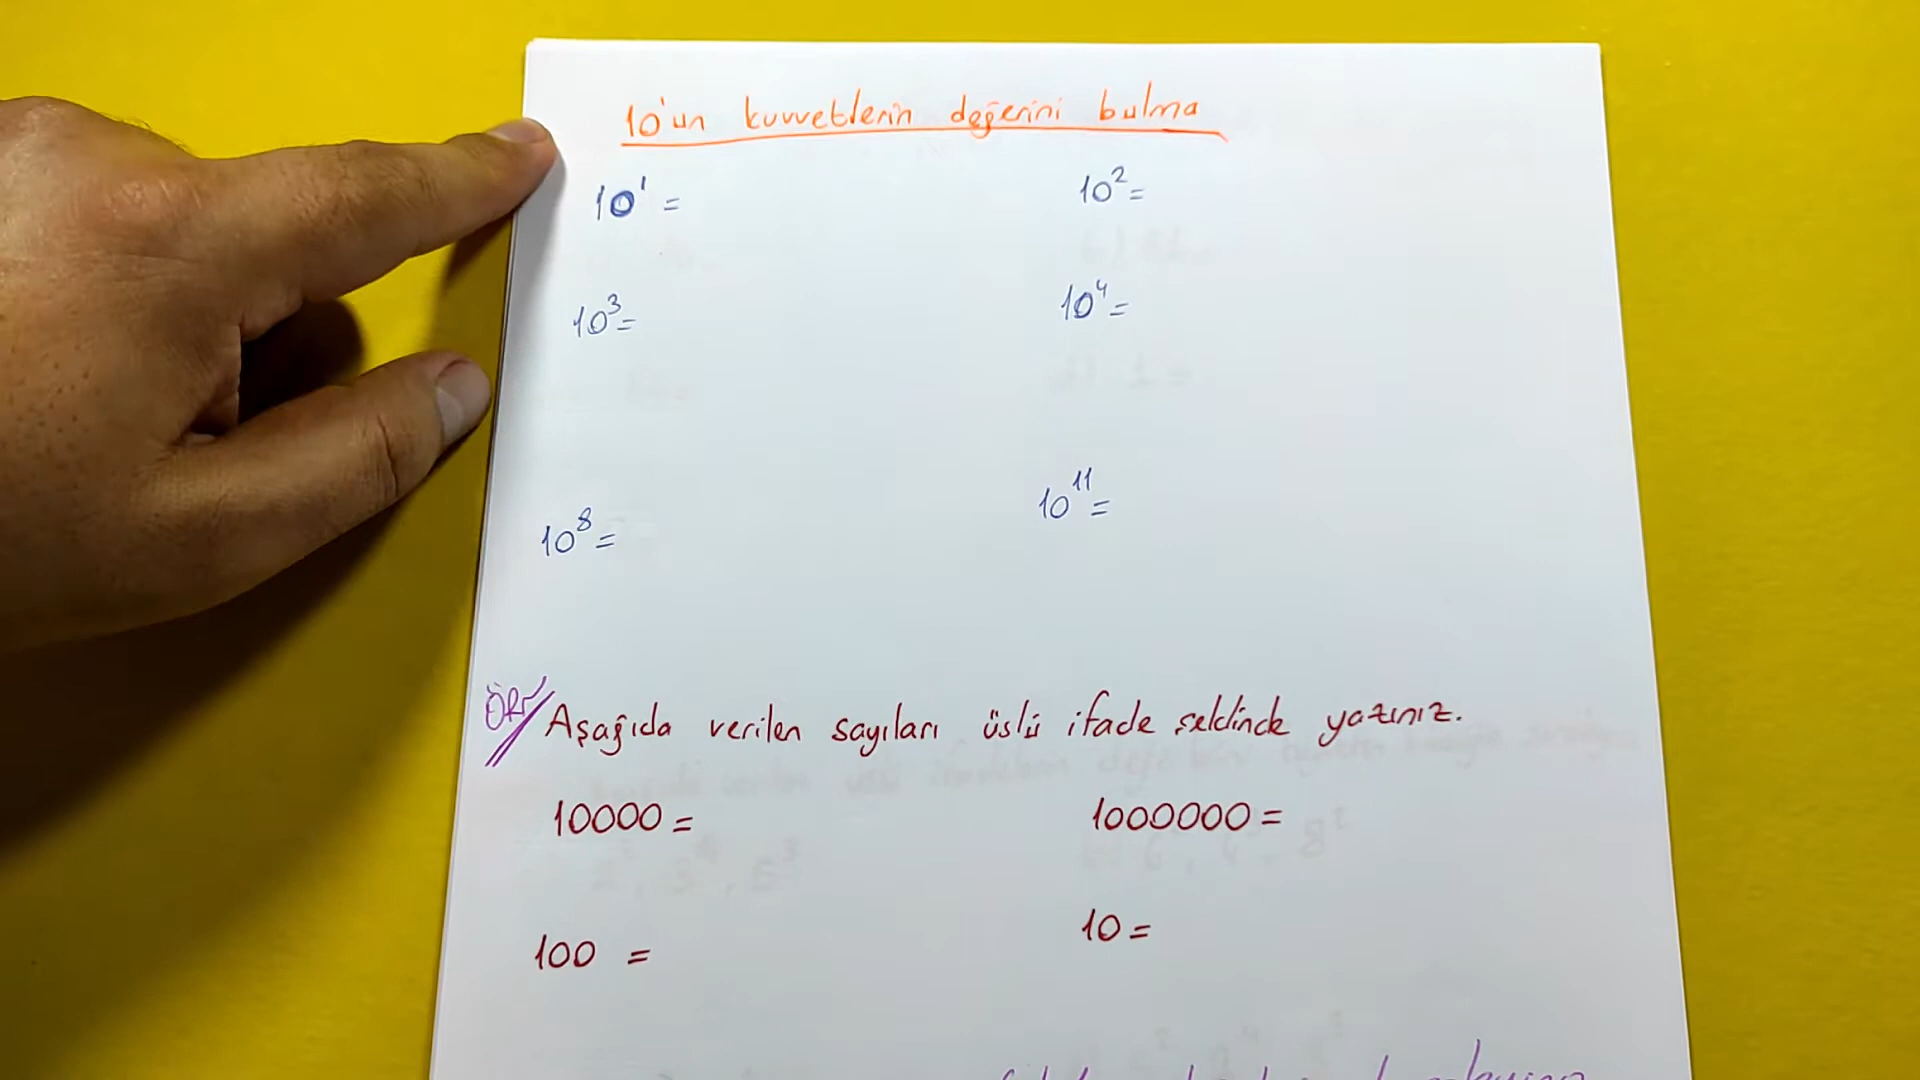 10'un kuvvetlerin değerini bulma
10¹ = 10² =
10³ = 10⁴ =
10⁸ = 10¹¹ =
ÖR/ Aşağıda verilen sayıları üslü ifade şeklinde yazınız.
10000 = 1000000 =
100 = 10 =